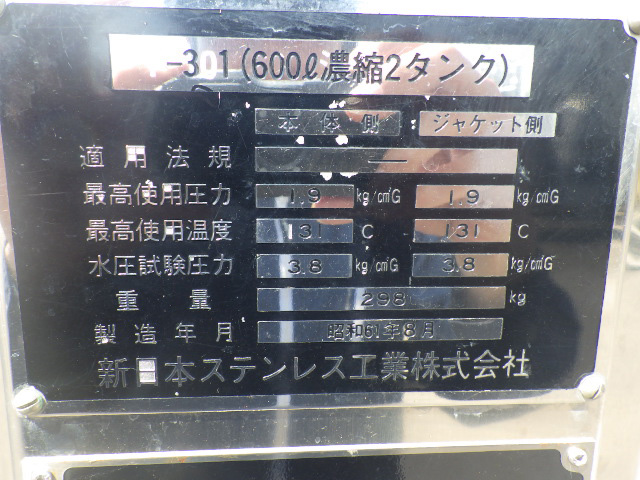 -301(600ℓ濃縮2タンク)
本体側 ジャケット側
適用法規 —
最高使用圧力 1.9 kg/c㎡G 1.9 kg/c㎡G
最高使用温度 131 C 131 C
水圧試験圧力 3.8 kg/c㎡G 3.8 kg/c㎡G
重量 298 kg
製造年月 昭和61年8月
新日本ステンレス工業株式会社